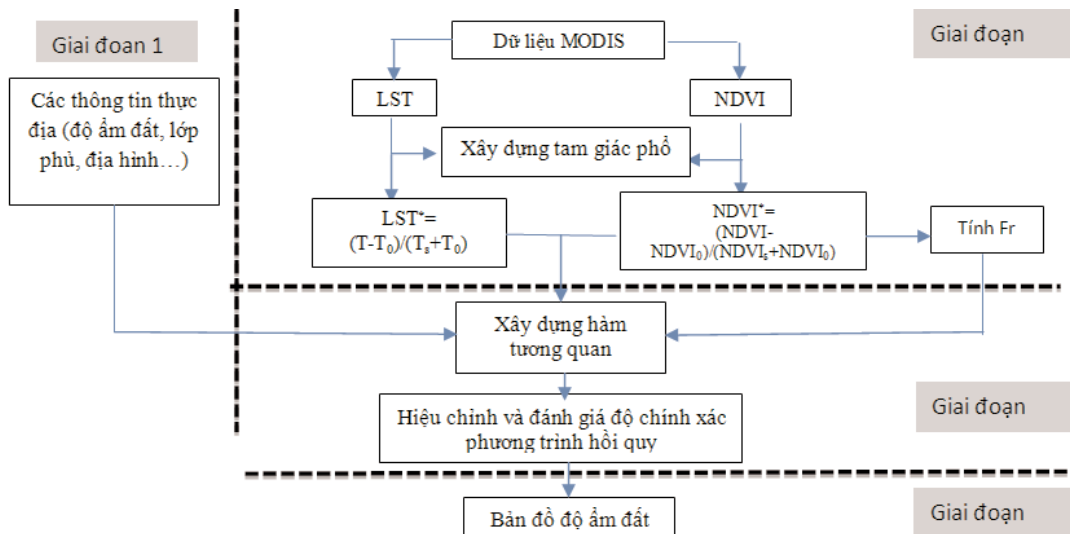 Giai đoan 1
Các thông tin thực
địa (độ ẩm đất, lớp
phủ, địa hình…)
Giai đoạn
Dữ liệu MODIS
LST
NDVI
Xây dựng tam giác phổ
LST*=
(T-T₀)/(Tₛ+T₀)
NDVI*=
(NDVI-
NDVI₀)/(NDVIₛ+NDVI₀)
Tính Fr
Xây dựng hàm
tương quan
Hiệu chỉnh và đánh giá độ chính xác
phương trình hồi quy
Giai đoạn
Bản đồ độ ẩm đất
Giai đoạn